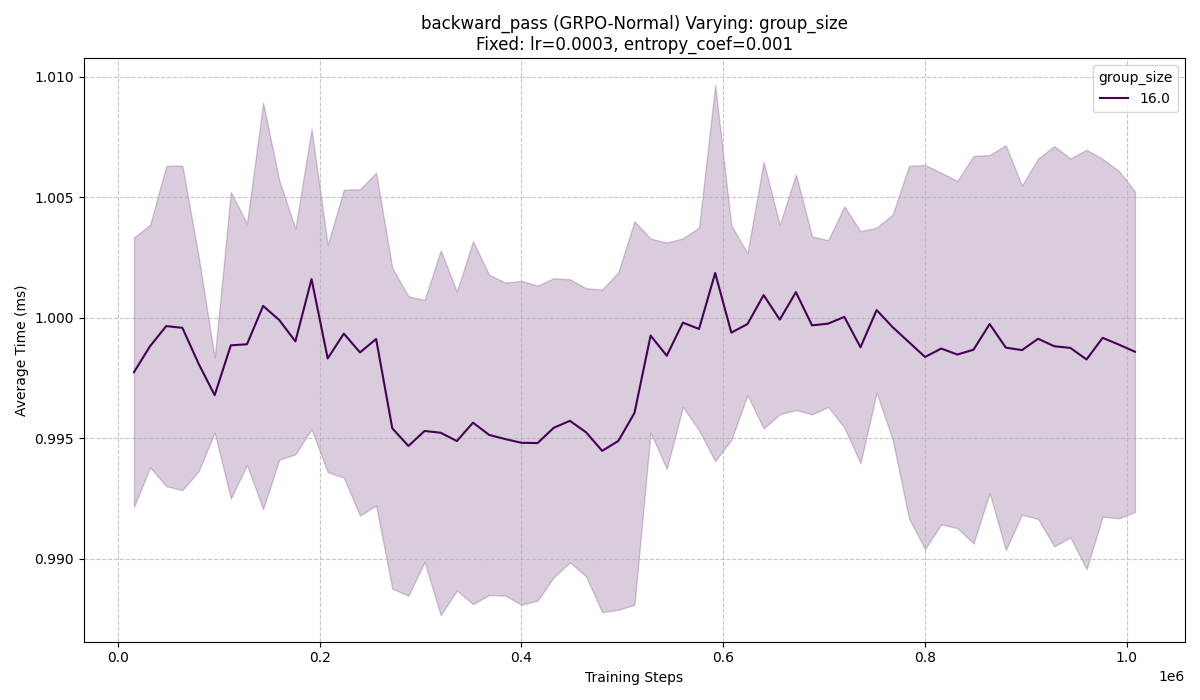 backward_pass (GRPO-Normal) Varying: group_size
Fixed: lr=0.0003, entropy_coef=0.001
group_size
16.0
1.010
1.005
1.000
0.995
0.990
Average Time (ms)
0.0
0.2
0.4
0.6
0.8
1.0
1e6
Training Steps